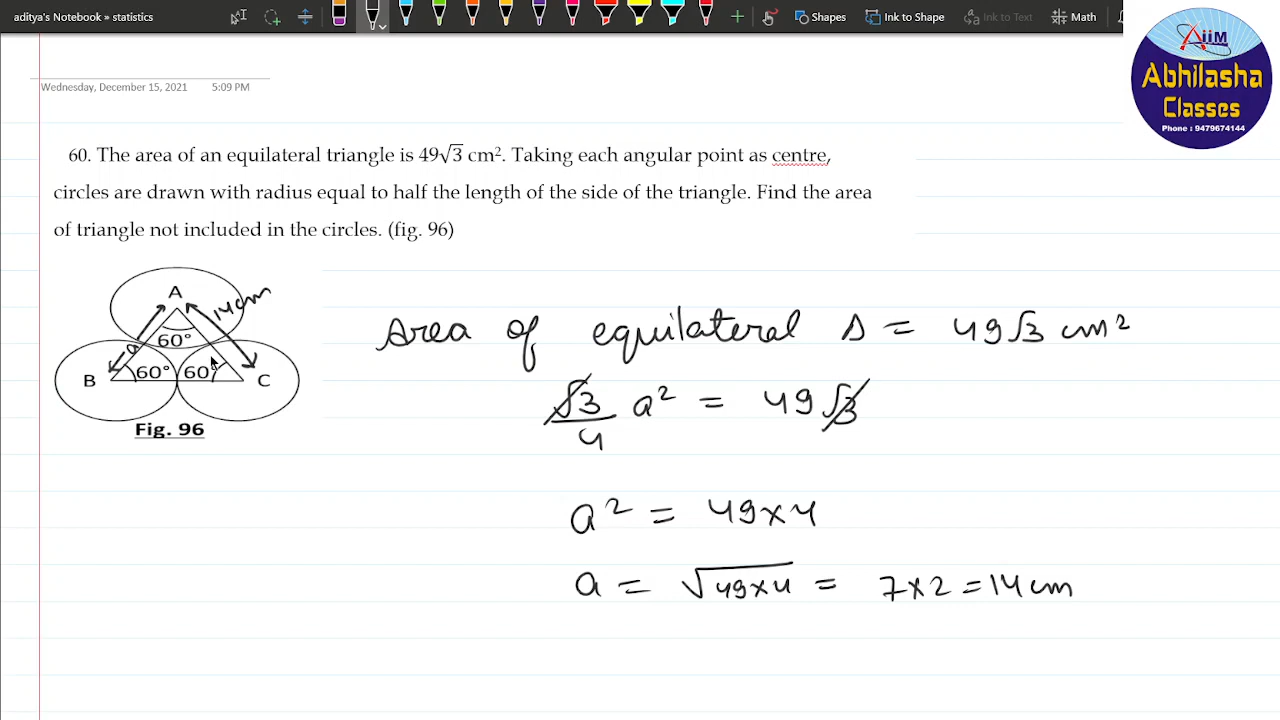 aditya's Notebook » statistics
Shapes
Ink to Shape
Ink to Text
Math
AIIM
Abhilasha
Classes
Phone : 9479674144
Wednesday, December 15, 2021 5:09 PM
60. The area of an equilateral triangle is 49√3 cm². Taking each angular point as centre,
circles are drawn with radius equal to half the length of the side of the triangle. Find the area
of triangle not included in the circles. (fig. 96)
A
14cm
a
60°
B
60°
60
C
Fig. 96
Area of equilateral Δ = 49√3 cm²
√3/4 a² = 49√3
a² = 49×4
a = √49×4 = 7×2 = 14cm